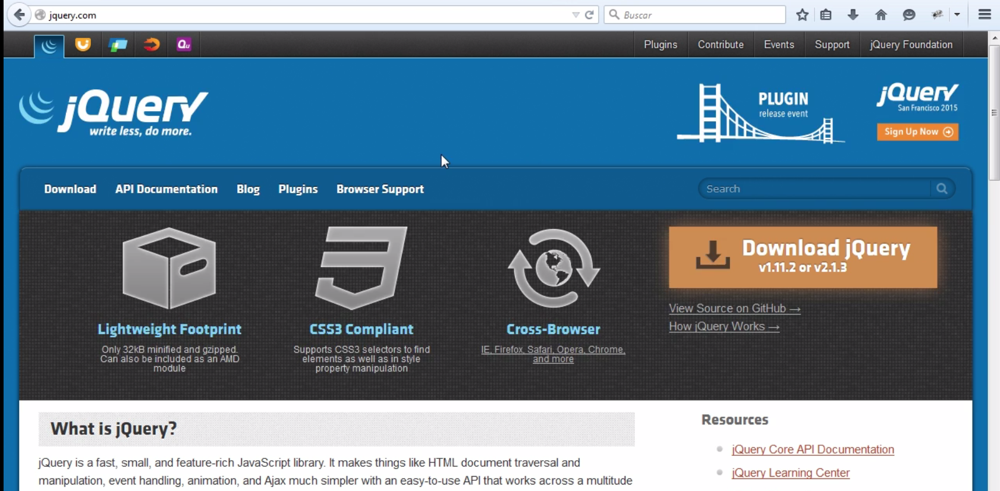 jquery.com
Buscar
Qu
Plugins
Contribute
Events
Support
jQuery Foundation
jQuery
write less, do more.
PLUGIN
release event
jQuery
San Francisco 2015
Sign Up Now
Download
API Documentation
Blog
Plugins
Browser Support
Search
Lightweight Footprint
Only 32kB minified and gzipped.
Can also be included as an AMD
module
CSS3 Compliant
Supports CSS3 selectors to find
elements as well as in style
property manipulation
Cross-Browser
IE, Firefox, Safari, Opera, Chrome,
and more
Download jQuery
v1.11.2 or v2.1.3
View Source on GitHub →
How jQuery Works →
What is jQuery?
jQuery is a fast, small, and feature-rich JavaScript library. It makes things like HTML document traversal and
manipulation, event handling, animation, and Ajax much simpler with an easy-to-use API that works across a multitude
Resources
jQuery Core API Documentation
jQuery Learning Center